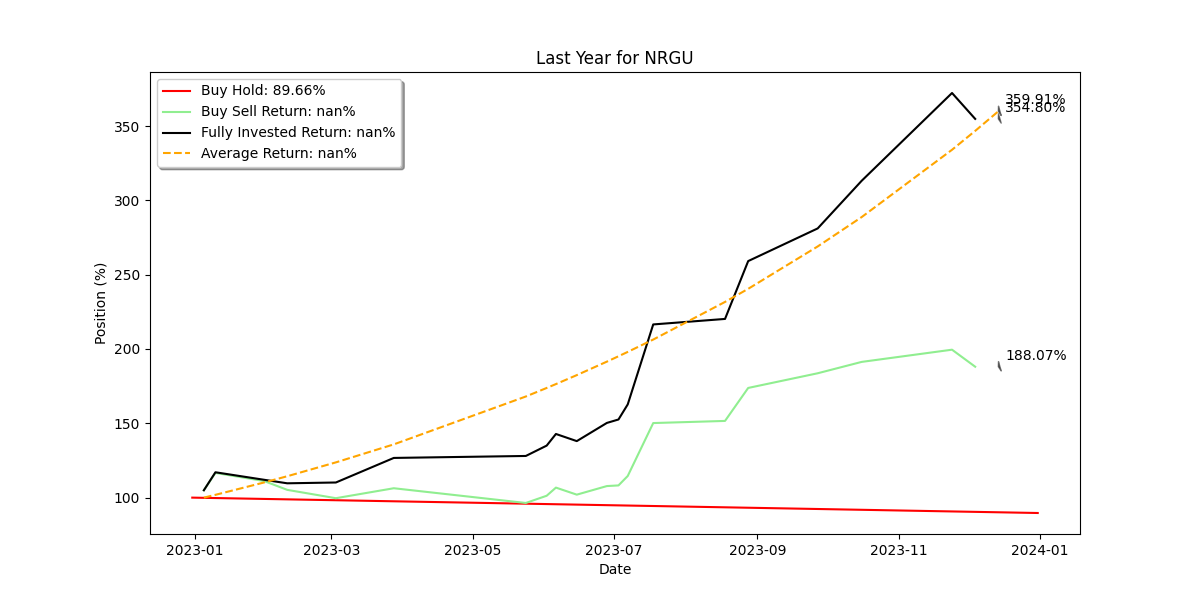 Last Year for NRGU
Buy Hold: 89.66%
Buy Sell Return: nan%
Fully Invested Return: nan%
Average Return: nan%
359.91%
354.80%
188.07%
Position (%)
350
300
250
200
150
100
2023-01
2023-03
2023-05
2023-07
2023-09
2023-11
2024-01
Date